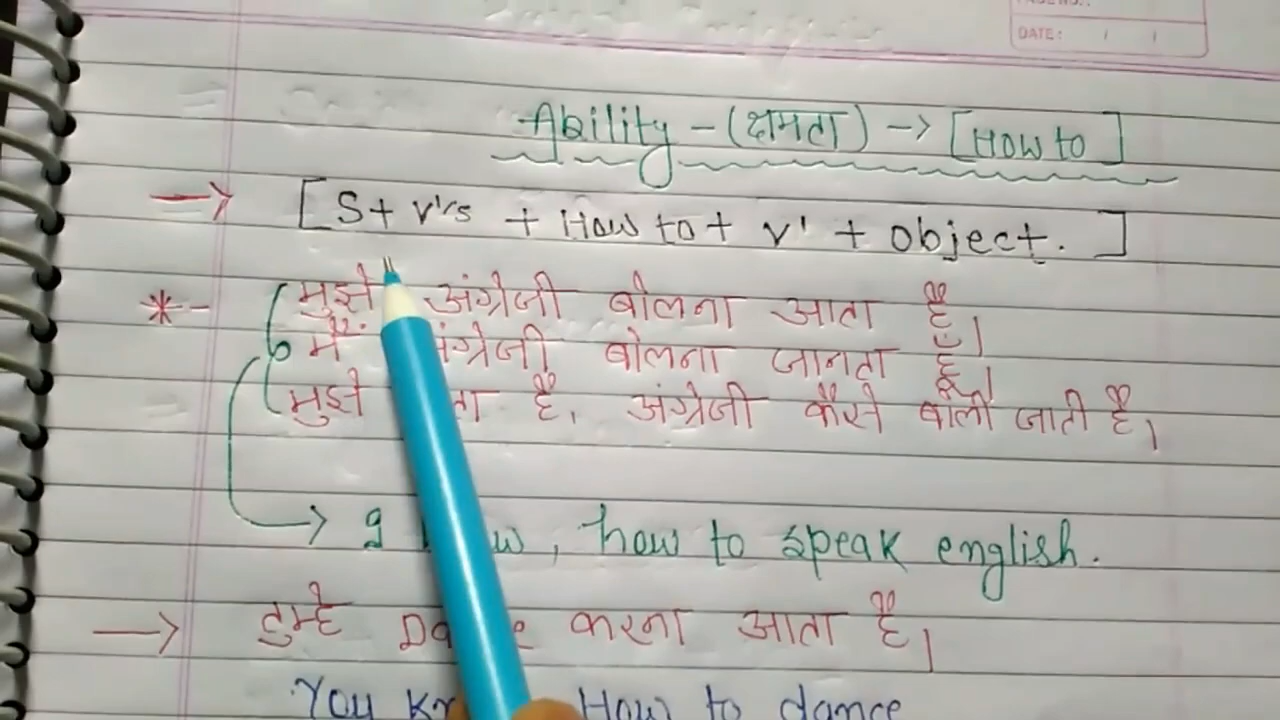 DATE:
Ability - (क्षमता) -> [How to]
[S+ v's + How to + v' + object.]
*- मुझे अंग्रेजी बोलना आता है।
मैं बोलना जानता हूँ।
मुझे है, अंग्रेजी कैसे बोली जाती है।
I how to speak english.
तुम्हे करना आता है।
You How to dance